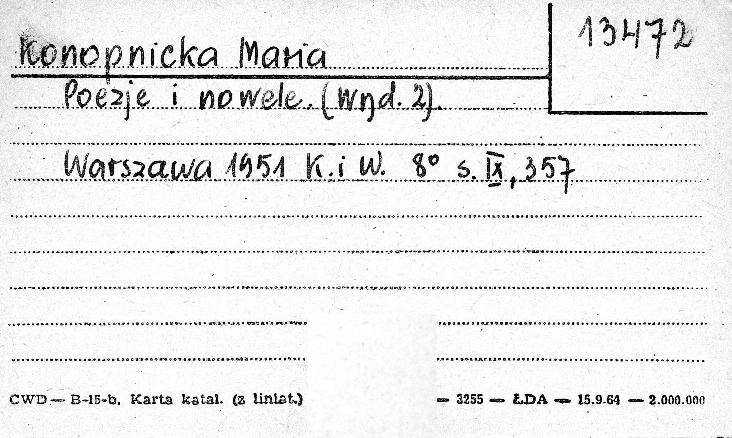 13472
Konopnicka Maria
Poezje i nowele. (Wyd. 2).
Warszawa 1951 K. i W. 8° s. IX, 357
CWD — B-15-b. Karta katal. (z liniat.) — 3255 — ŁDA — 15.9.64 — 2.000.000